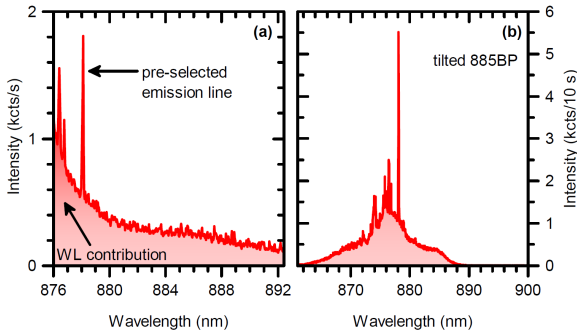 (a)
(b)
2
1
0
6
5
4
3
2
1
0
pre-selected
emission line
tilted 885BP
WL contribution
Intensity (kcts/s)
Intensity (kcts/10 s)
876 880 884 888 892
870 880 890 900
Wavelength (nm)
Wavelength (nm)